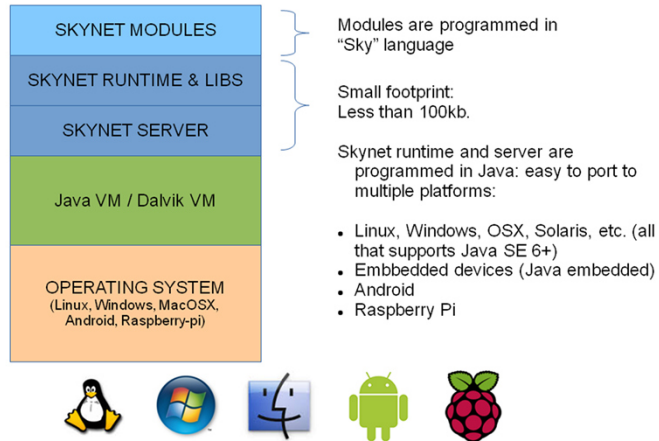 SKYNET MODULES
SKYNET RUNTIME & LIBS
SKYNET SERVER
Java VM / Dalvik VM
OPERATING SYSTEM
(Linux, Windows, MacOSX,
Android, Raspberry-pi)
Modules are programmed in
“Sky” language
Small footprint:
Less than 100kb.
Skynet runtime and server are
programmed in Java: easy to port to
multiple platforms:
• Linux, Windows, OSX, Solaris, etc. (all
that supports Java SE 6+)
• Embbedded devices (Java embedded)
• Android
• Raspberry Pi